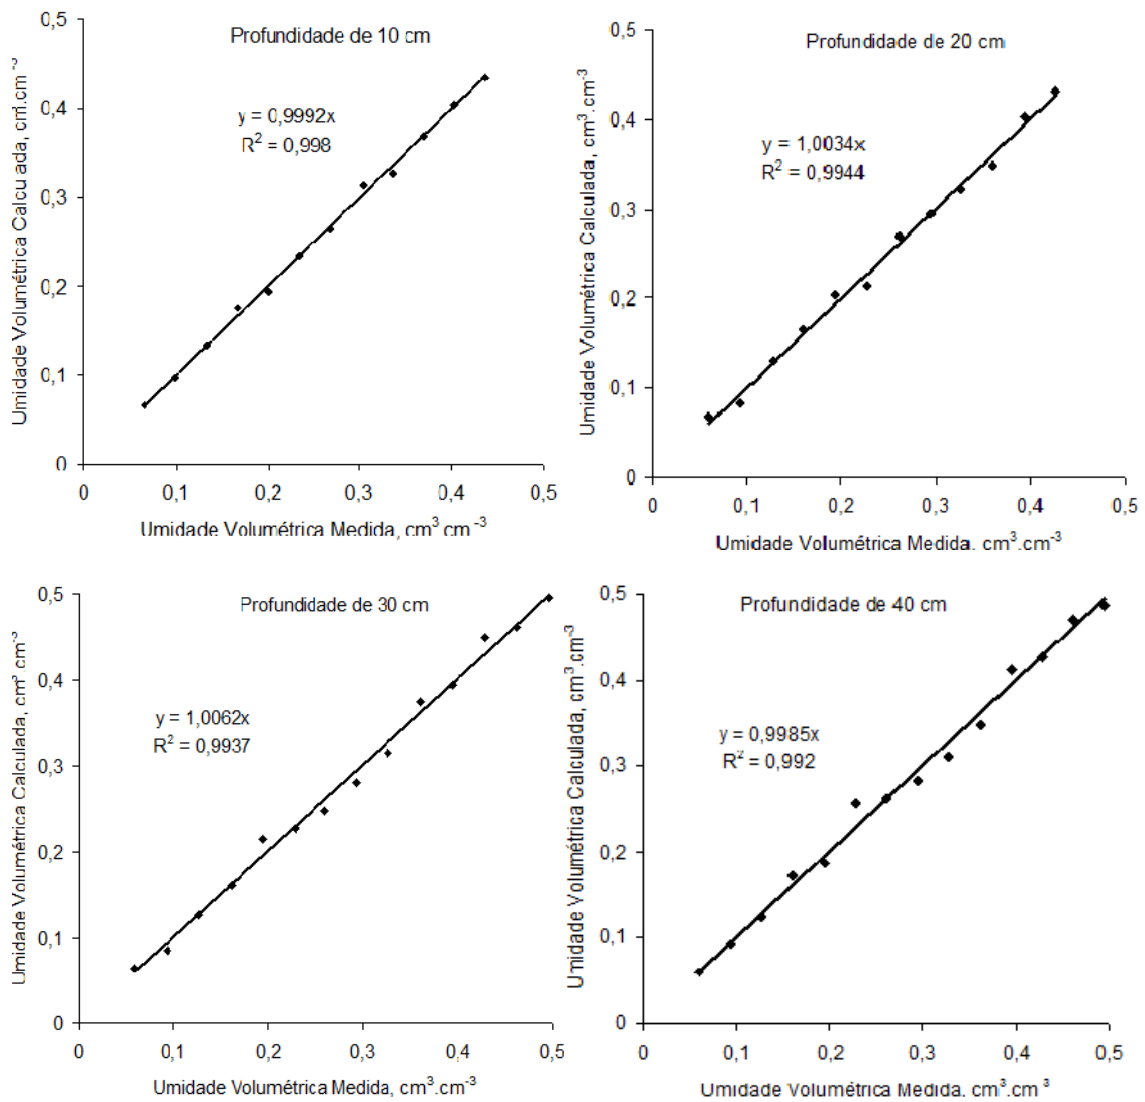 Profundidade de 10 cm
0,5
0,4
0,3
0,2
0,1
0
y = 0,9992x
R² = 0,998
Umidade Volumétrica Calcu ada, cm³.cm⁻³
0 0,1 0,2 0,3 0,4 0,5
Umidade Volumétrica Medida, cm³ cm⁻³
Profundidade de 20 cm
0,5
0,4
0,3
0,2
0,1
0
y = 1,0034x
R² = 0,9944
Umidade Volumétrica Calculada, cm³.cm⁻³
0 0,1 0,2 0,3 0,4 0,5
Umidade Volumétrica Medida. cm³.cm⁻³
Profundidade de 30 cm
0,5
0,4
0,3
0,2
0,1
0
y = 1,0062x
R² = 0,9937
Umidade Volumétrica Calculada, cm³ cm⁻³
0 0,1 0,2 0,3 0,4 0,5
Umidade Volumétrica Medida, cm³.cm⁻³
Profundidade de 40 cm
0,5
0,4
0,3
0,2
0,1
0
y = 0,9985x
R² = 0,992
Umidade Volumétrica Calculada, cm³.cm⁻³
0 0,1 0,2 0,3 0,4 0,5
Umidade Volumétrica Medida. cm³.cm ³